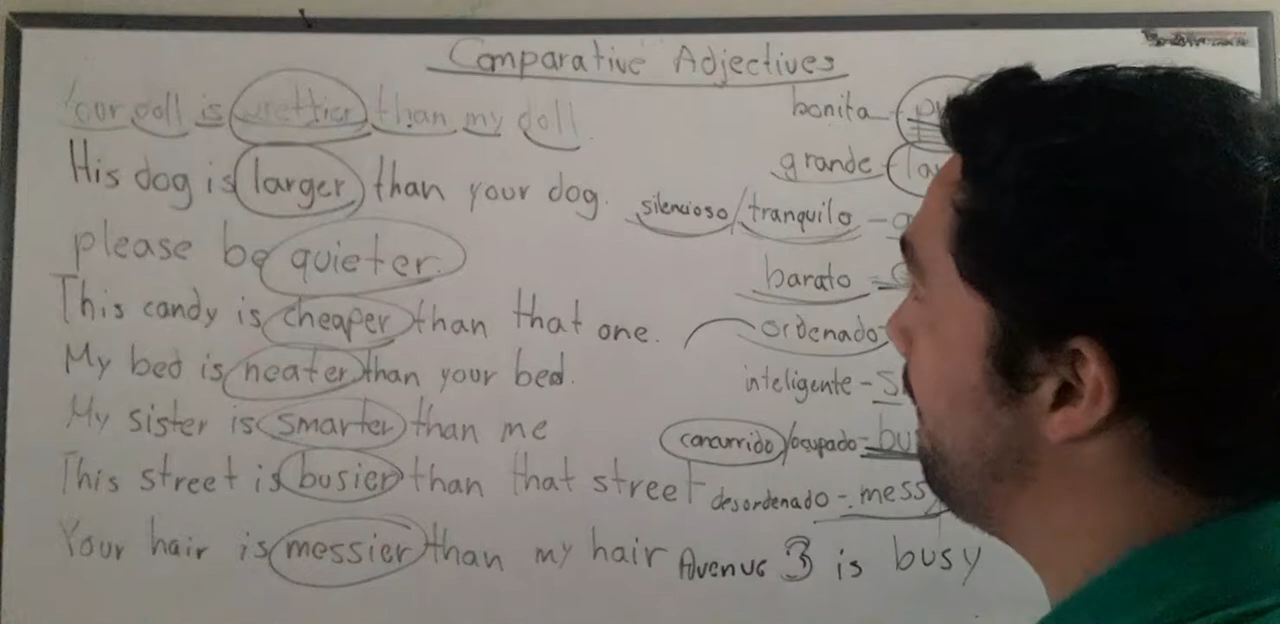 Comparative Adjectives
Your doll is prettier than my doll.
His dog is larger than your dog.
please be quieter.
This candy is cheaper than that one.
My bed is neater than your bed.
My sister is smarter than me
This street is busier than that street
Your hair is messier than my hair
bonita
grande -
silencioso/tranquilo -
barato -
ordenado -
inteligente -
concurrido/ocupado -
desordenado - mess
Avenue 3 is busy